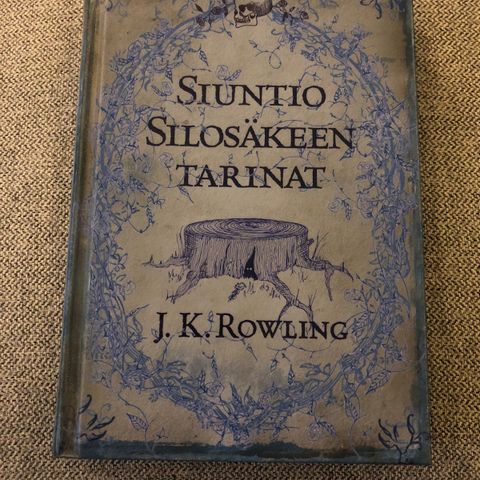 SIUNTIO
SILOSÄKEEN
TARINAT
J. K. ROWLING